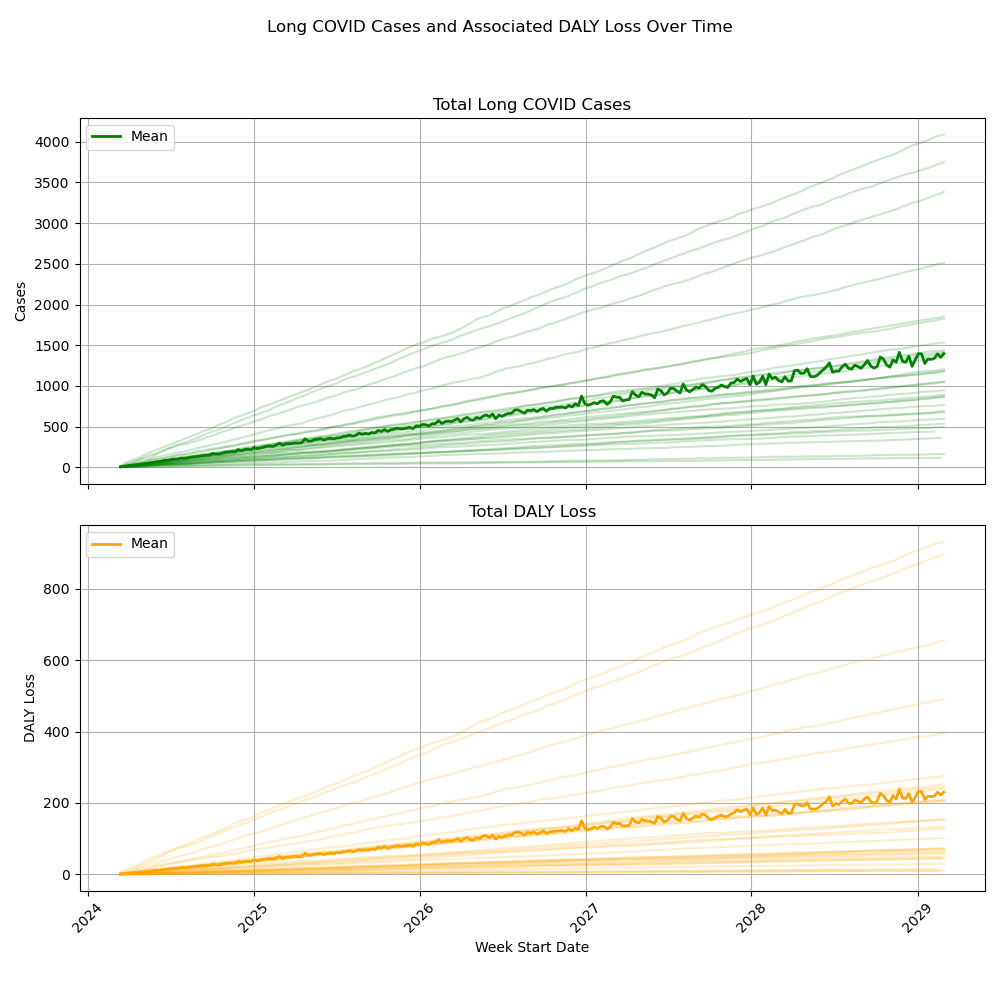 Long COVID Cases and Associated DALY Loss Over Time
Total Long COVID Cases
Mean
4000
3500
3000
2500
2000
1500
1000
500
0
Cases
Total DALY Loss
Mean
800
600
400
200
0
DALY Loss
2024
2025
2026
2027
2028
2029
Week Start Date